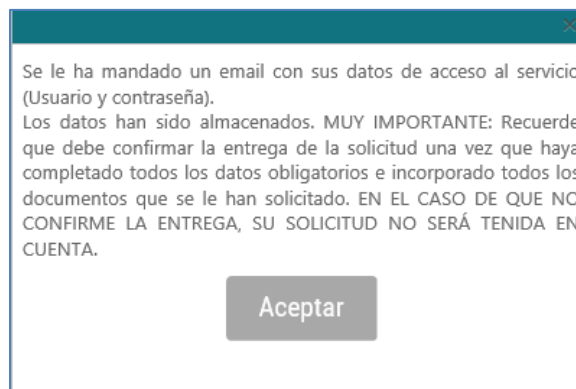 Se le ha mandado un email con sus datos de acceso al servicio
(Usuario y contraseña).
Los datos han sido almacenados. MUY IMPORTANTE: Recuerde
que debe confirmar la entrega de la solicitud una vez que haya
completado todos los datos obligatorios e incorporado todos los
documentos que se le han solicitado. EN EL CASO DE QUE NO
CONFIRME LA ENTREGA, SU SOLICITUD NO SERÁ TENIDA EN
CUENTA.
Aceptar